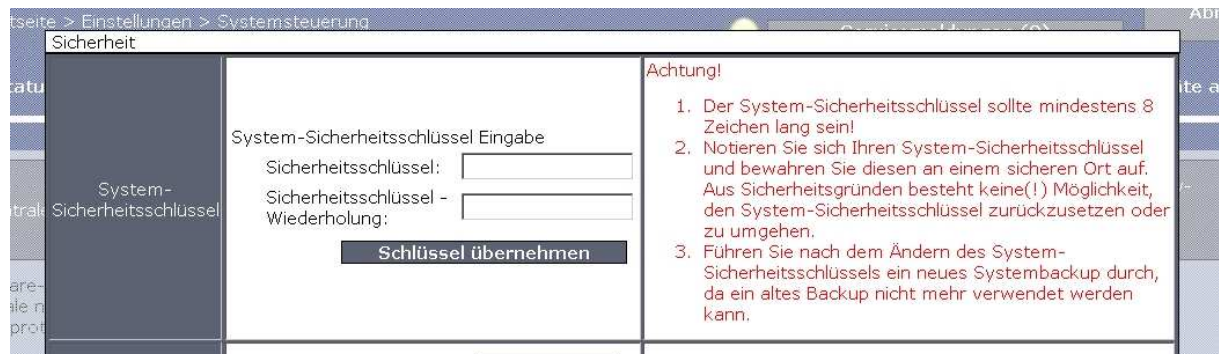 tseite > Einstellungen > Systemsteuerung
Sicherheit
System-
Sicherheitsschlüssel
System-Sicherheitsschlüssel Eingabe
Sicherheitsschlüssel:
Sicherheitsschlüssel -
Wiederholung:
Schlüssel übernehmen
Achtung!
1. Der System-Sicherheitsschlüssel sollte mindestens 8
Zeichen lang sein!
2. Notieren Sie sich Ihren System-Sicherheitsschlüssel
und bewahren Sie diesen an einem sicheren Ort auf.
Aus Sicherheitsgründen besteht keine(!) Möglichkeit,
den System-Sicherheitsschlüssel zurückzusetzen oder
zu umgehen.
3. Führen Sie nach dem Ändern des System-
Sicherheitsschlüssels ein neues Systembackup durch,
da ein altes Backup nicht mehr verwendet werden
kann.